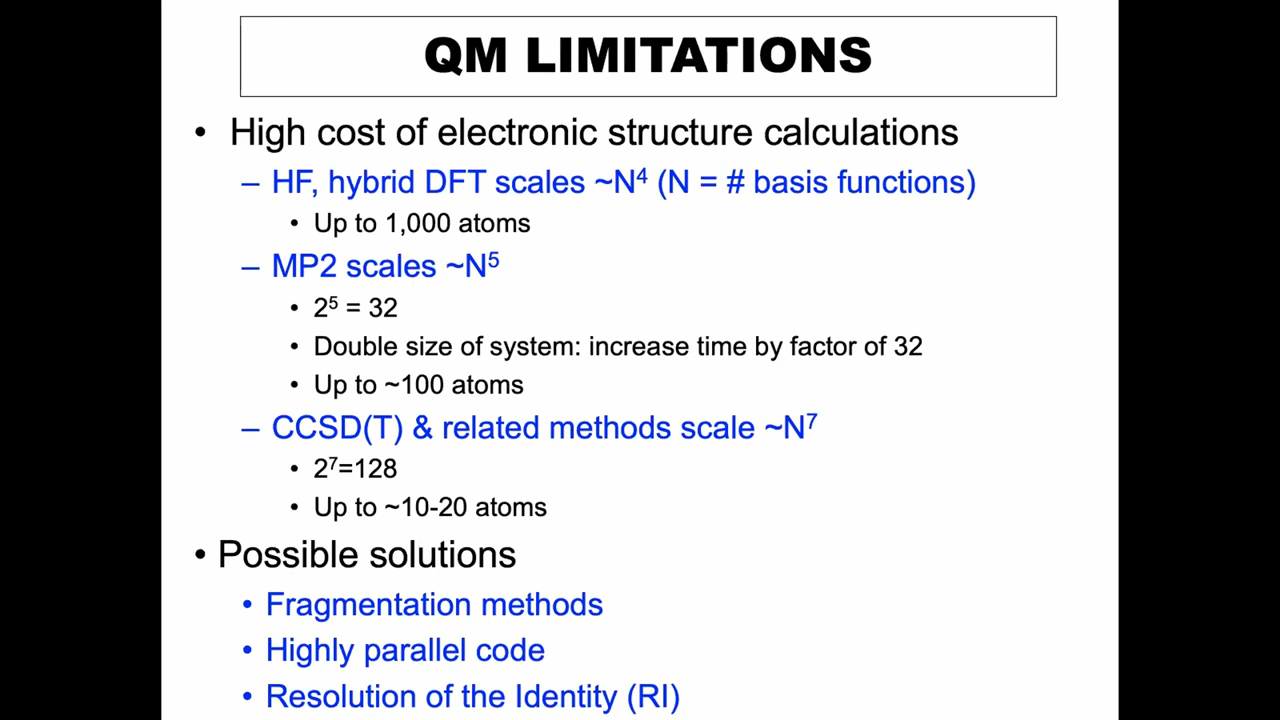 QM LIMITATIONS
• High cost of electronic structure calculations
– HF, hybrid DFT scales ~N⁴ (N = # basis functions)
• Up to 1,000 atoms
– MP2 scales ~N⁵
• 2⁵ = 32
• Double size of system: increase time by factor of 32
• Up to ~100 atoms
– CCSD(T) & related methods scale ~N⁷
• 2⁷=128
• Up to ~10-20 atoms
• Possible solutions
• Fragmentation methods
• Highly parallel code
• Resolution of the Identity (RI)